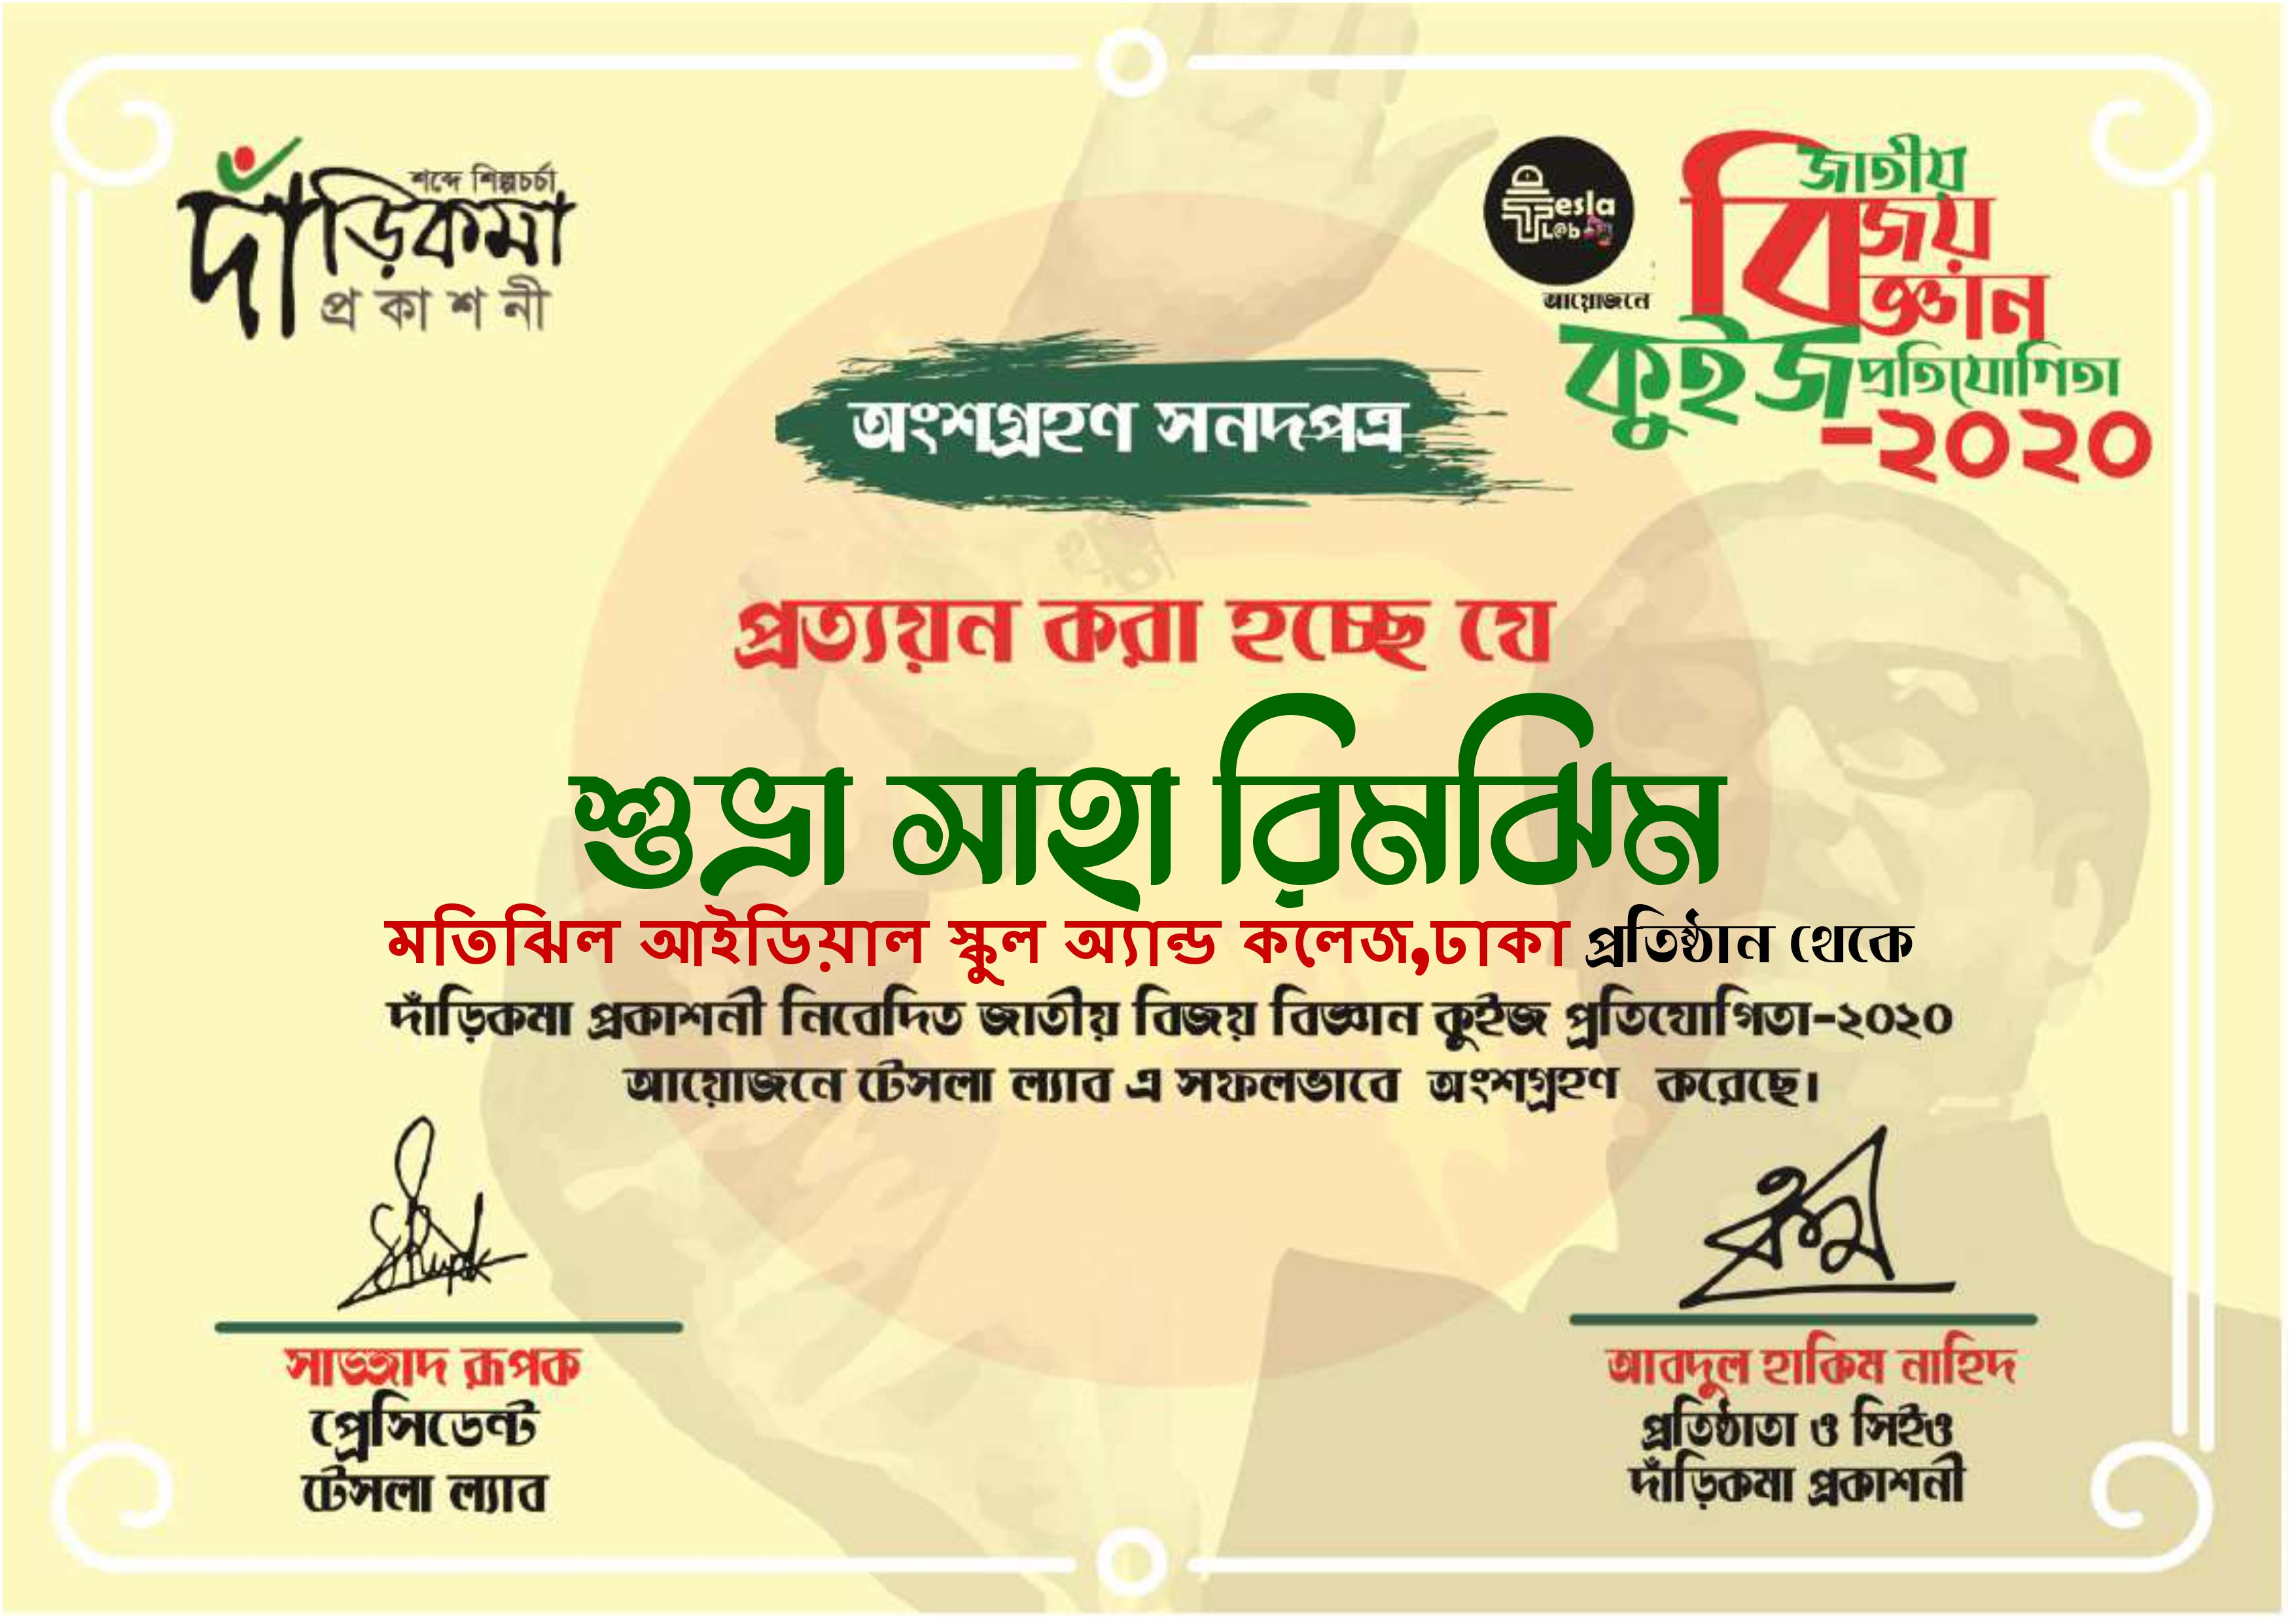 শব্দে শিল্পচর্চা
দাঁড়িকমা
প্রকাশনী
Tesla
L@b
আয়োজনে
জাতীয়
বিজয়
বিজ্ঞান
কুইজ প্রতিযোগিতা
-২০২০
অংশগ্রহণ সনদপত্র
প্রত্যয়ন করা হচ্ছে যে
শুভ্রা সাহা রিমঝিম
মতিঝিল আইডিয়াল স্কুল অ্যান্ড কলেজ,ঢাকা প্রতিষ্ঠান থেকে
দাঁড়িকমা প্রকাশনী নিবেদিত জাতীয় বিজয় বিজ্ঞান কুইজ প্রতিযোগিতা-২০২০
আয়োজনে টেসলা ল্যাব এ সফলভাবে অংশগ্রহণ করেছে।
সাজ্জাদ রূপক
প্রেসিডেন্ট
টেসলা ল্যাব
আবদুল হাকিম নাহিদ
প্রতিষ্ঠাতা ও সিইও
দাঁড়িকমা প্রকাশনী